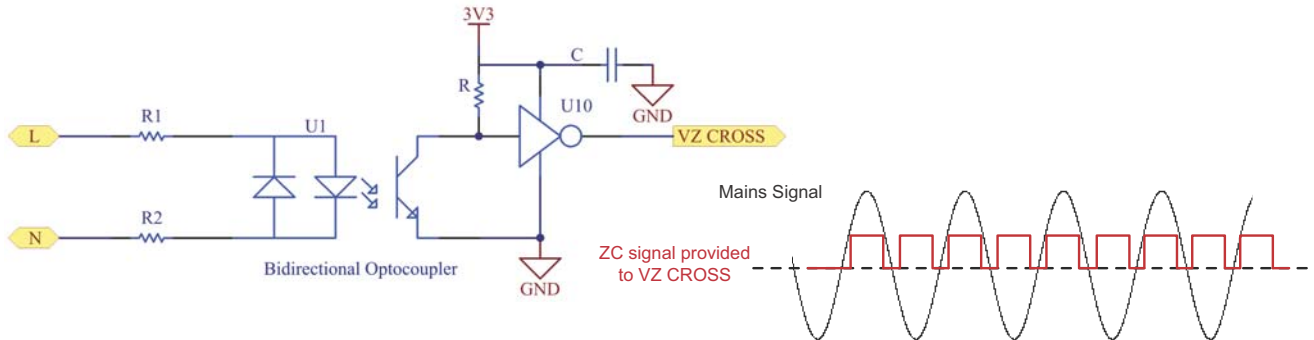 3V3
C
R
U10
GND
R1
U1
L
VZ CROSS
R2
N
Bidirectional Optocoupler
GND
Mains Signal
ZC signal provided
to VZ CROSS